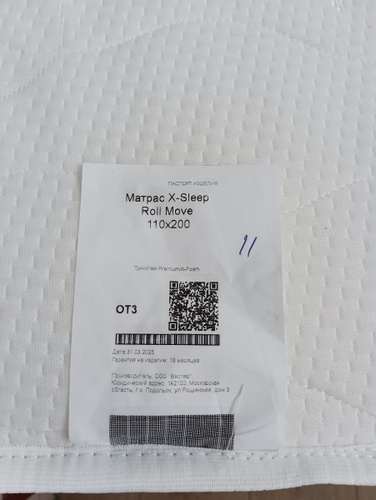 ПАСПОРТ ИЗДЕЛИЯ
Матрас X-Sleep
Roll Move
110x200
11
Трикотаж Premium/X-Foam
ОТ3
Дата:31.03.2025
Гарантия на изделие: 18 месяцев
Производитель: ООО "Вестер",
Юридический адрес: 142102, Московская
область, г.о. Подольск, ул Рощинская, дом 3